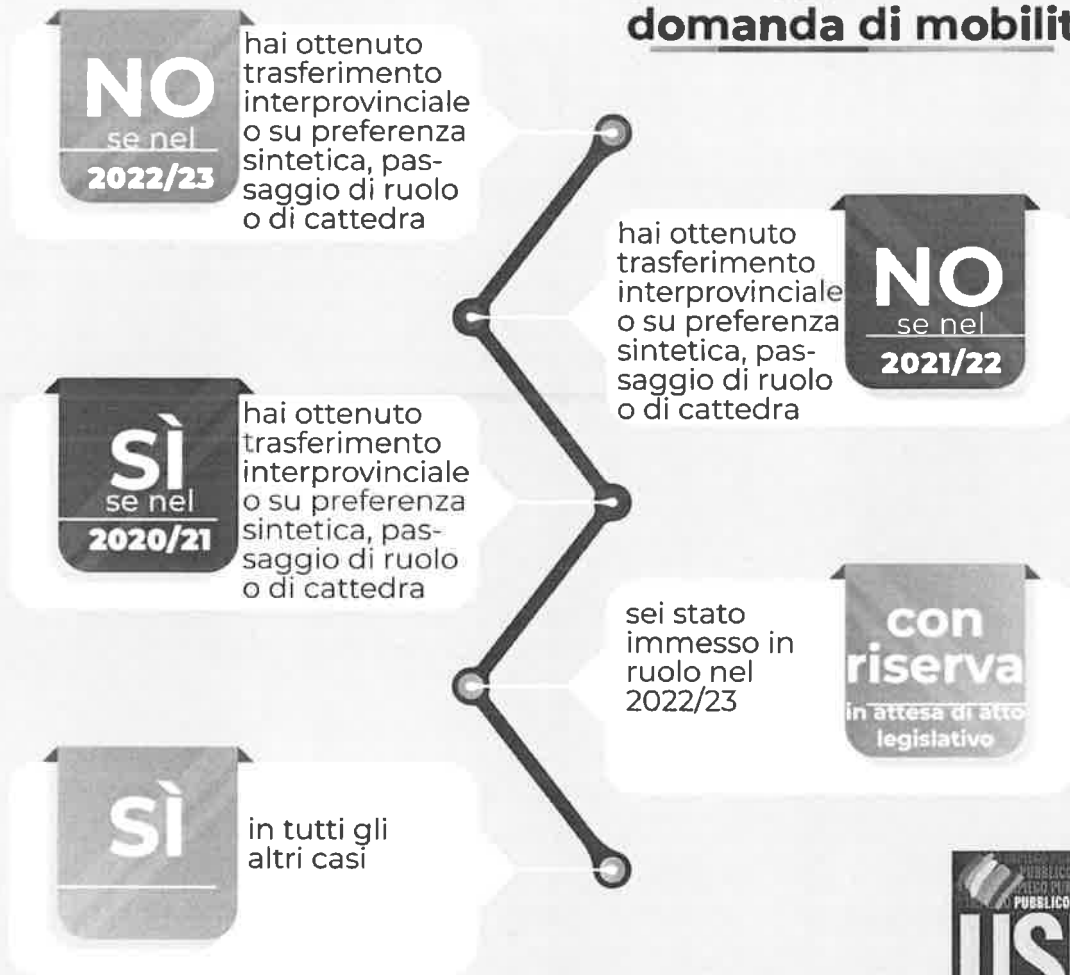 domanda di mobilit
NO
se nel
2022/23
hai ottenuto
trasferimento
interprovinciale
o su preferenza
sintetica, pas-
saggio di ruolo
o di cattedra
hai ottenuto
trasferimento
interprovinciale
o su preferenza
sintetica, pas-
saggio di ruolo
o di cattedra
NO
se nel
2021/22
SÌ
se nel
2020/21
hai ottenuto
trasferimento
interprovinciale
o su preferenza
sintetica, pas-
saggio di ruolo
o di cattedra
sei stato
immesso in
ruolo nel
2022/23
con
riserva
in attesa di atto
legislativo
SÌ
in tutti gli
altri casi
PUBBLICO
US